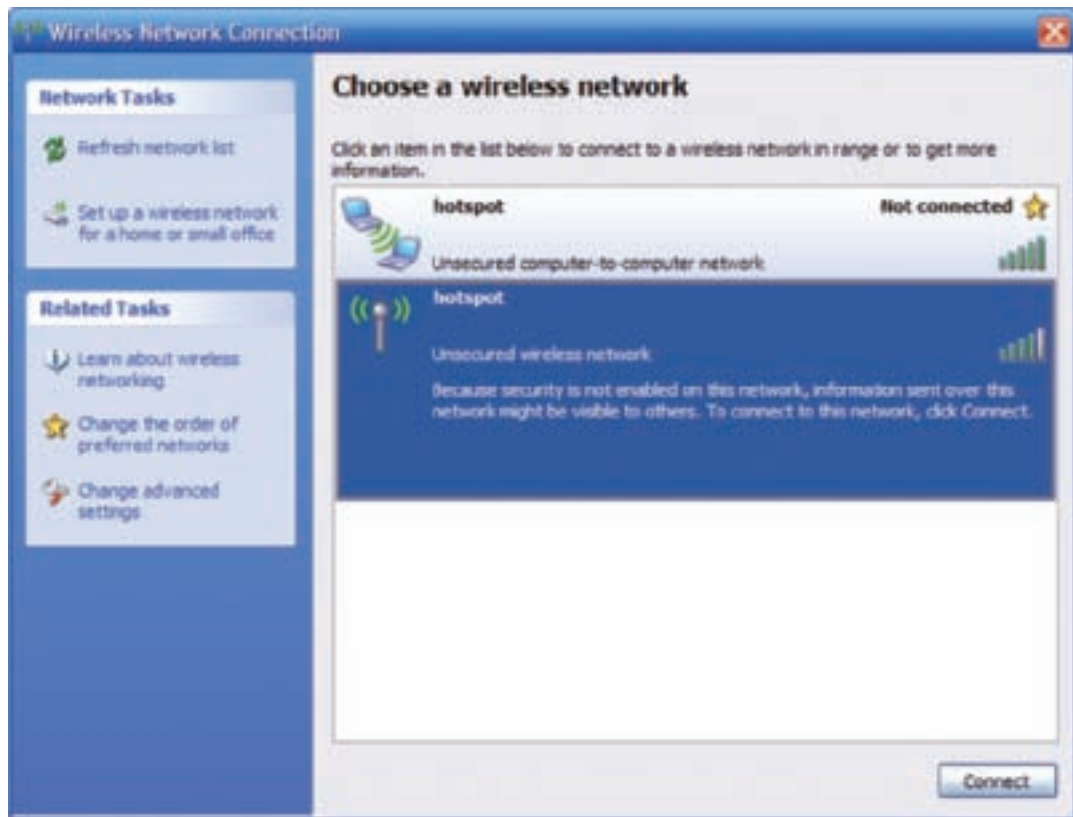 Wireless Network Connection
Network Tasks
Refresh network list
Set up a wireless network
for a home or small office
Related Tasks
Learn about wireless
networking
Change the order of
preferred networks
Change advanced
settings
Choose a wireless network
Click an item in the list below to connect to a wireless network in range or to get more
information.
hotspot
Not connected
Unsecured computer-to-computer network
hotspot
Unsecured wireless network
Because security is not enabled on this network, information sent over this
network might be visible to others. To connect to this network, click Connect.
Connect